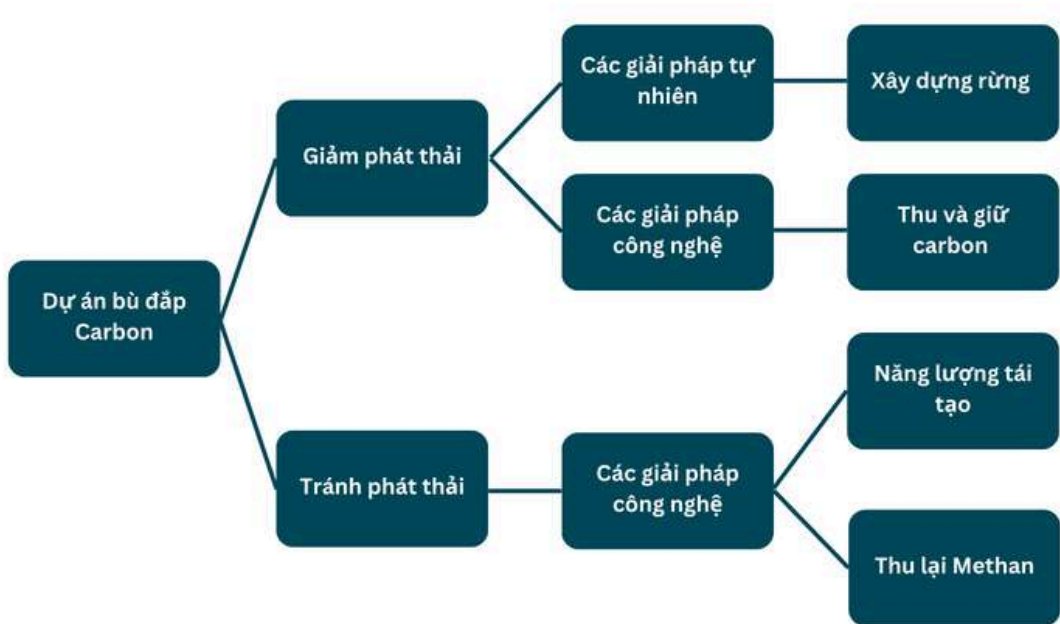 Các giải pháp tự
nhiên
Xây dựng rừng
Giảm phát thải
Các giải pháp
công nghệ
Thu và giữ
carbon
Dự án bù đắp
Carbon
Năng lượng tái
tạo
Tránh phát thải
Các giải pháp
công nghệ
Thu lại Methan